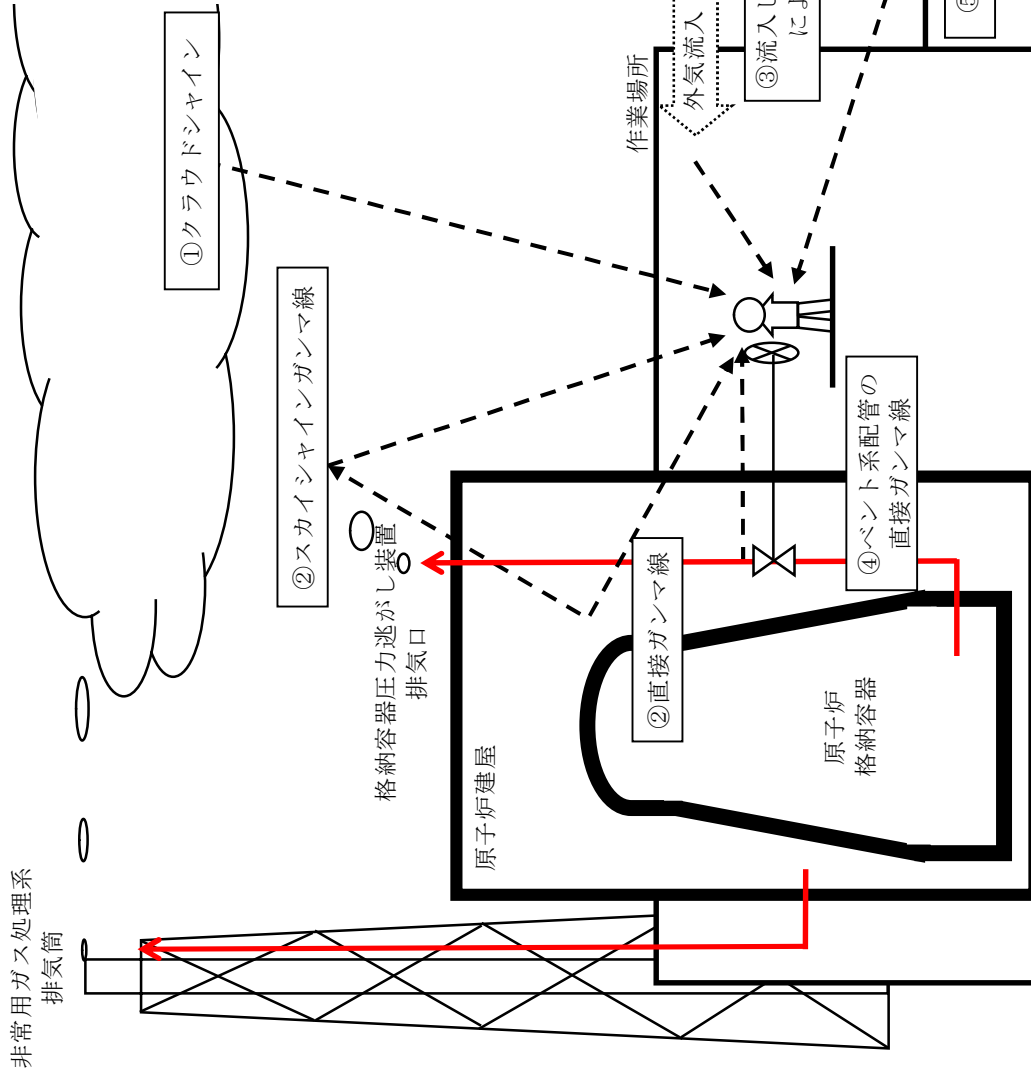 非常用ガス処理系
排気筒
①クラウドシャイン
②スカイシャインガンマ線
格納容器圧力逃がし装置
排気口
原子炉建屋
②直接ガンマ線
原子炉
格納容器
④ベント系配管の
直接ガンマ線
作業場所
外気流入
③流入し
によ
⑤